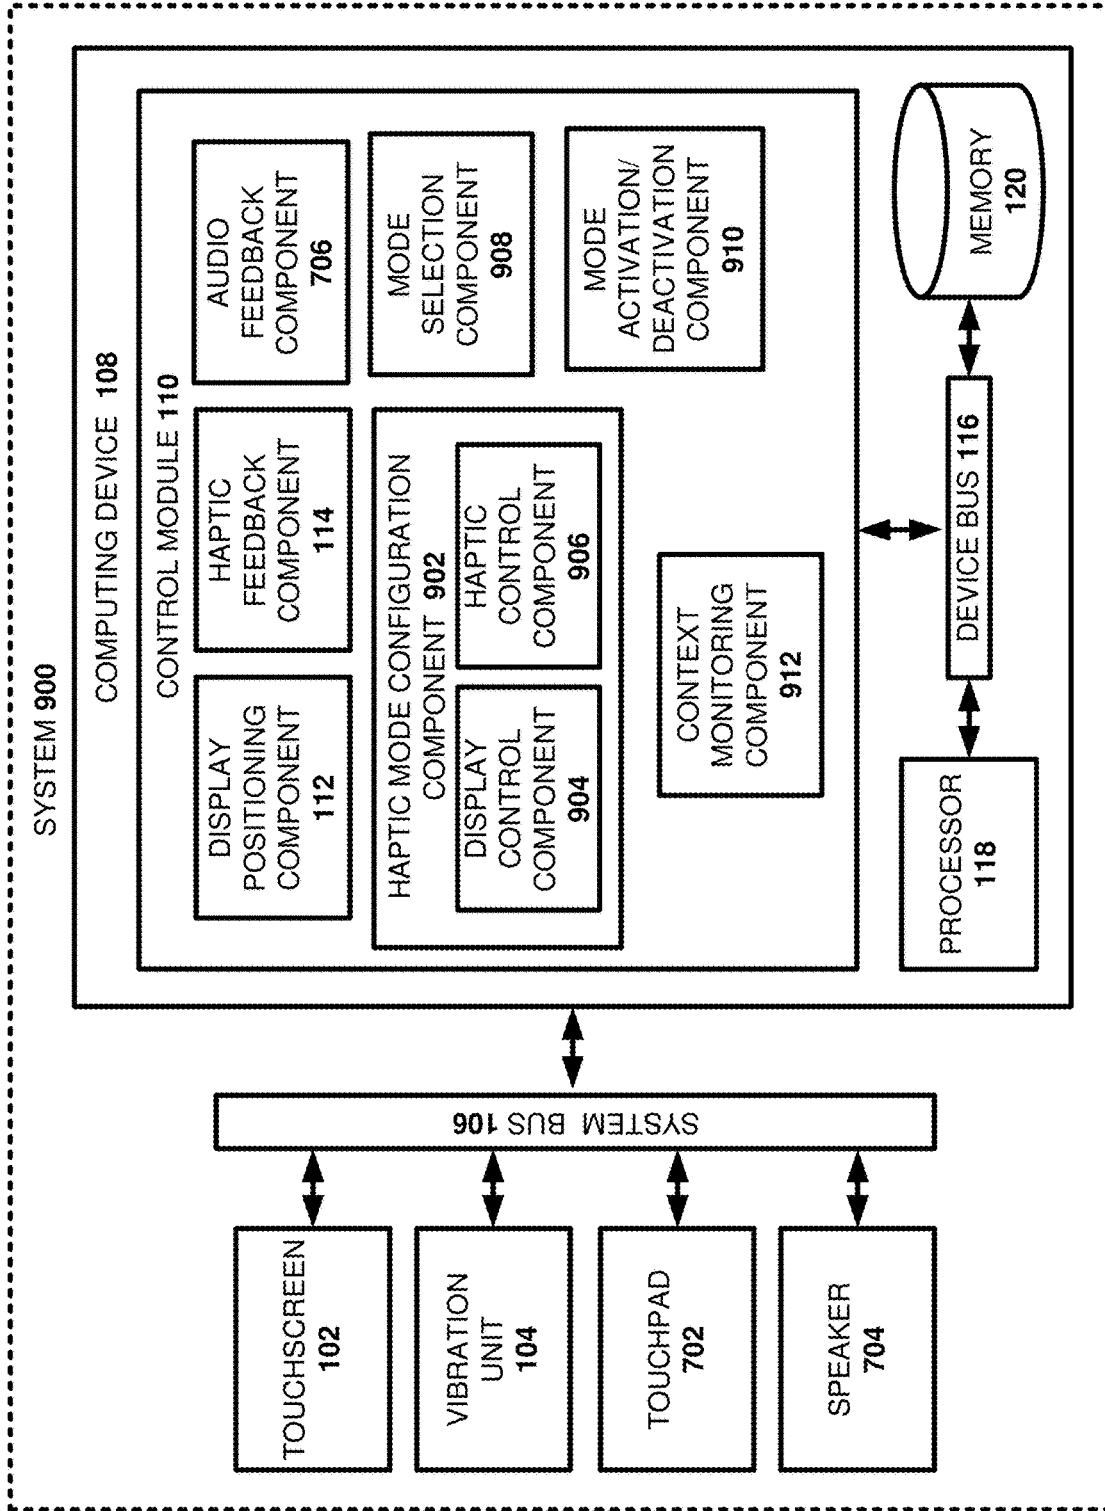 SYSTEM 900
TOUCHSCREEN
102
VIBRATION
UNIT
104
TOUCHPAD
702
SPEAKER
704
SYSTEM BUS 106
COMPUTING DEVICE 108
CONTROL MODULE 110
DISPLAY
POSITIONING
COMPONENT
112
HAPTIC
FEEDBACK
COMPONENT
114
AUDIO
FEEDBACK
COMPONENT
706
HAPTIC MODE CONFIGURATION
COMPONENT 902
DISPLAY
CONTROL
COMPONENT
904
HAPTIC
CONTROL
COMPONENT
906
MODE
SELECTION
COMPONENT
908
CONTEXT
MONITORING
COMPONENT
912
MODE
ACTIVATION/
DEACTIVATION
COMPONENT
910
PROCESSOR
118
DEVICE BUS 116
MEMORY
120